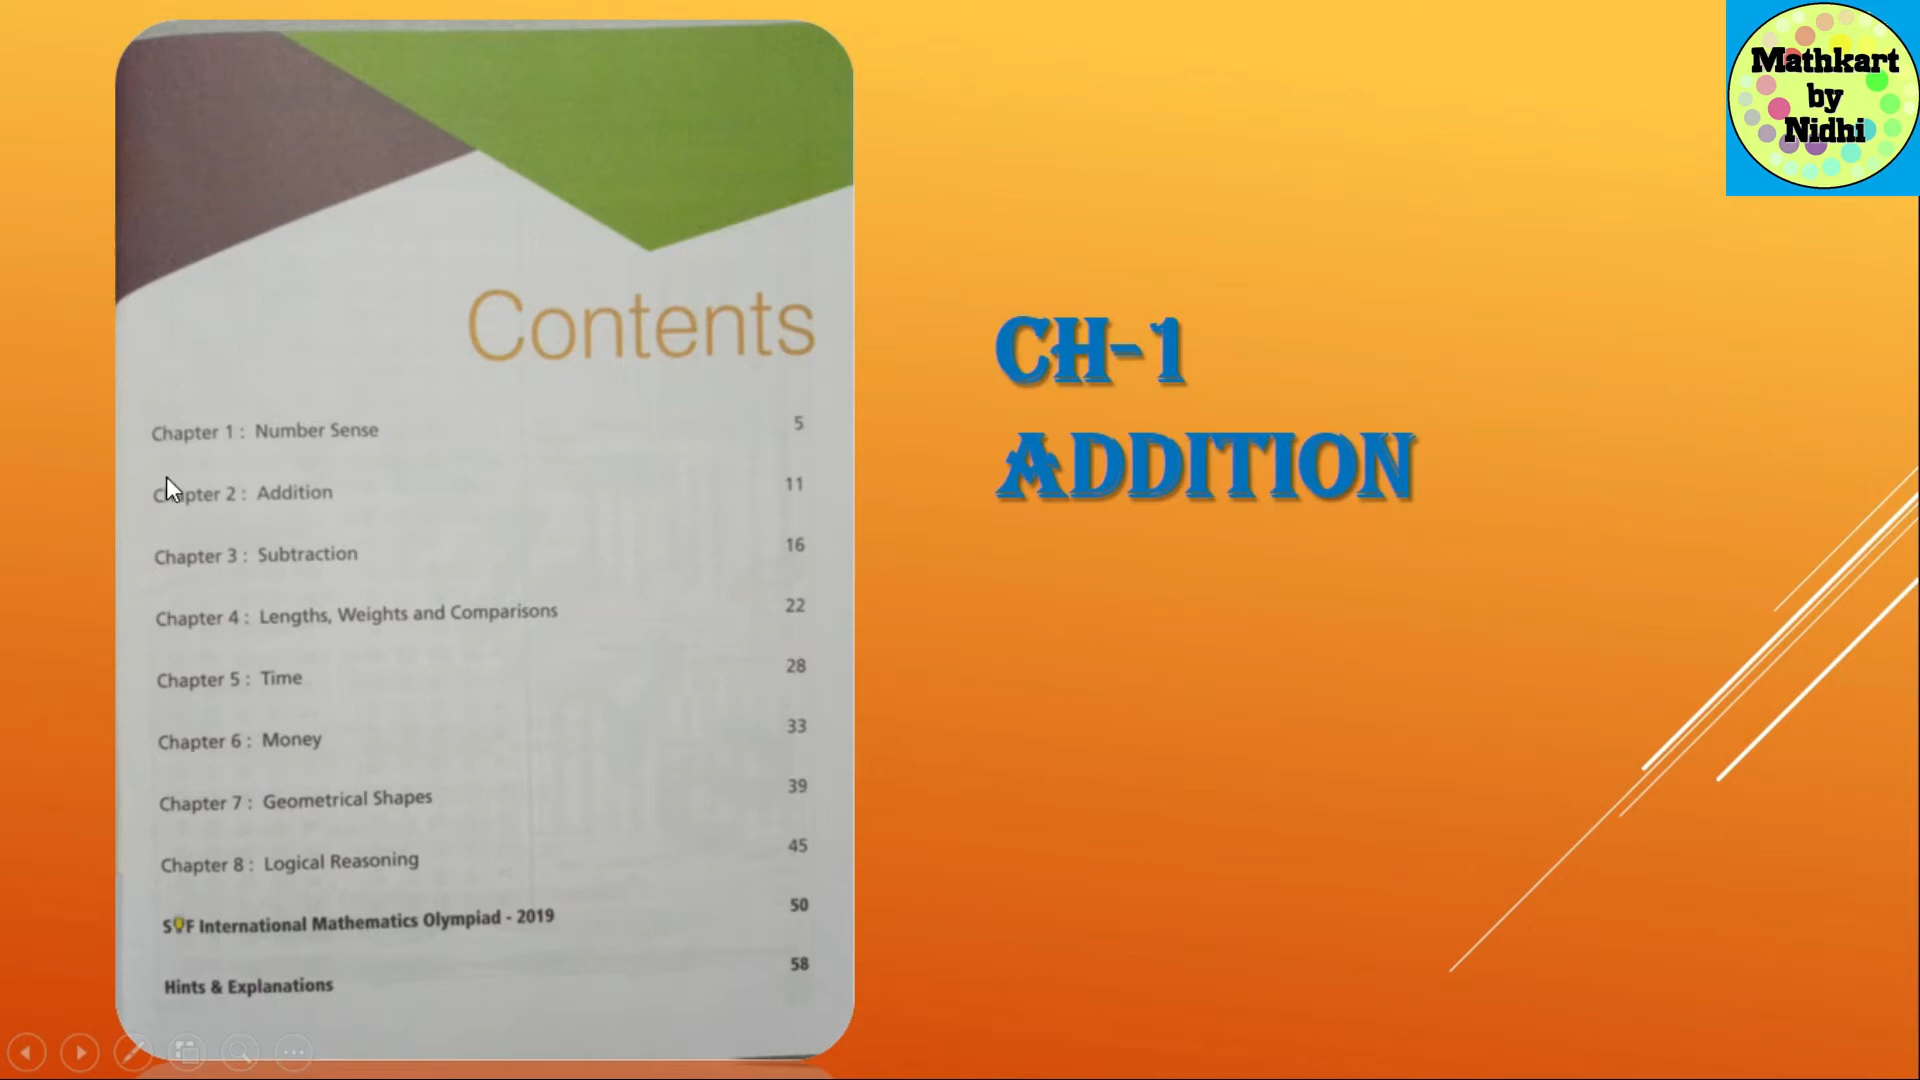 Contents
Chapter 1 : Number Sense 5
Chapter 2 : Addition 11
Chapter 3 : Subtraction 16
Chapter 4 : Lengths, Weights and Comparisons 22
Chapter 5 : Time 28
Chapter 6 : Money 33
Chapter 7 : Geometrical Shapes 39
Chapter 8 : Logical Reasoning 45
SOF International Mathematics Olympiad - 2019 50
Hints & Explanations 58
CH-1
ADDITION
Mathkart
by
Nidhi